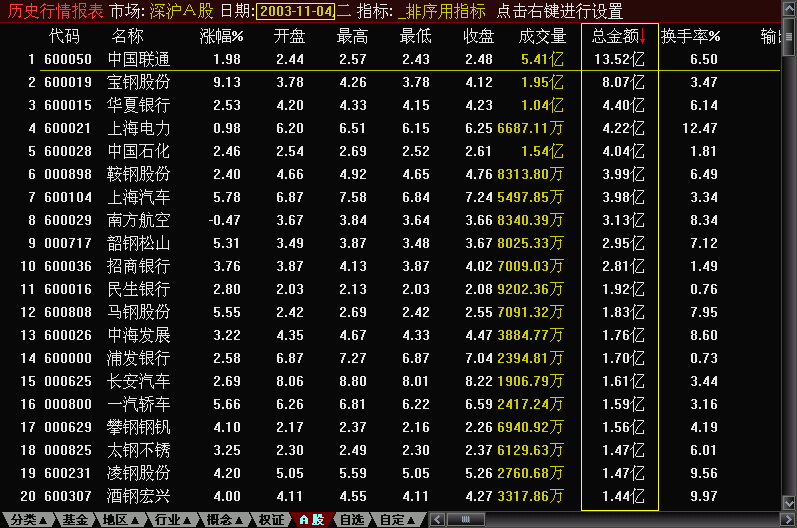 历史行情报表 市场: 深沪A股 日期: 2003-11-04 二 指标: _排序用指标 点击右键进行设置
代码 名称 涨幅% 开盘 最高 最低 收盘 成交量 总金额↓ 换手率% 输
1 600050 中国联通 1.98 2.44 2.57 2.43 2.48 5.41亿 13.52亿 6.50
2 600019 宝钢股份 9.13 3.78 4.26 3.78 4.12 1.95亿 8.07亿 3.47
3 600015 华夏银行 2.53 4.20 4.33 4.15 4.23 1.04亿 4.40亿 6.14
4 600021 上海电力 0.98 6.20 6.51 6.15 6.25 6687.11万 4.22亿 12.47
5 600028 中国石化 2.46 2.54 2.69 2.52 2.61 1.54亿 4.04亿 1.81
6 000898 鞍钢股份 2.40 4.66 4.92 4.65 4.76 8313.80万 3.99亿 6.49
7 600104 上海汽车 5.78 6.87 7.58 6.84 7.24 5497.85万 3.98亿 3.34
8 600029 南方航空 -0.47 3.67 3.84 3.64 3.66 8340.39万 3.13亿 8.34
9 000717 韶钢松山 5.31 3.49 3.87 3.48 3.67 8025.33万 2.95亿 7.12
10 600036 招商银行 3.76 3.87 4.13 3.87 4.02 7009.03万 2.81亿 1.49
11 600016 民生银行 2.80 2.03 2.13 2.03 2.08 9202.36万 1.92亿 0.76
12 600808 马钢股份 5.55 2.42 2.69 2.42 2.55 7091.32万 1.83亿 7.95
13 600026 中海发展 3.22 4.35 4.67 4.33 4.47 3884.77万 1.76亿 8.60
14 600000 浦发银行 2.58 6.87 7.27 6.87 7.04 2394.81万 1.70亿 0.73
15 000625 长安汽车 2.69 8.06 8.80 8.01 8.22 1906.79万 1.61亿 3.44
16 000800 一汽轿车 5.66 6.26 6.81 6.22 6.59 2417.24万 1.59亿 3.16
17 000629 攀钢钢钒 4.10 2.17 2.37 2.16 2.26 6940.92万 1.56亿 4.19
18 000825 太钢不锈 3.25 2.30 2.49 2.30 2.37 6129.63万 1.47亿 6.01
19 600231 凌钢股份 4.20 5.05 5.59 5.05 5.26 2760.68万 1.47亿 9.56
20 600307 酒钢宏兴 4.00 4.11 4.55 4.11 4.27 3317.86万 1.44亿 9.97
分类▲ 基金 地区▲ 行业▲ 概念▲ 权证 A股 自选 自定▲